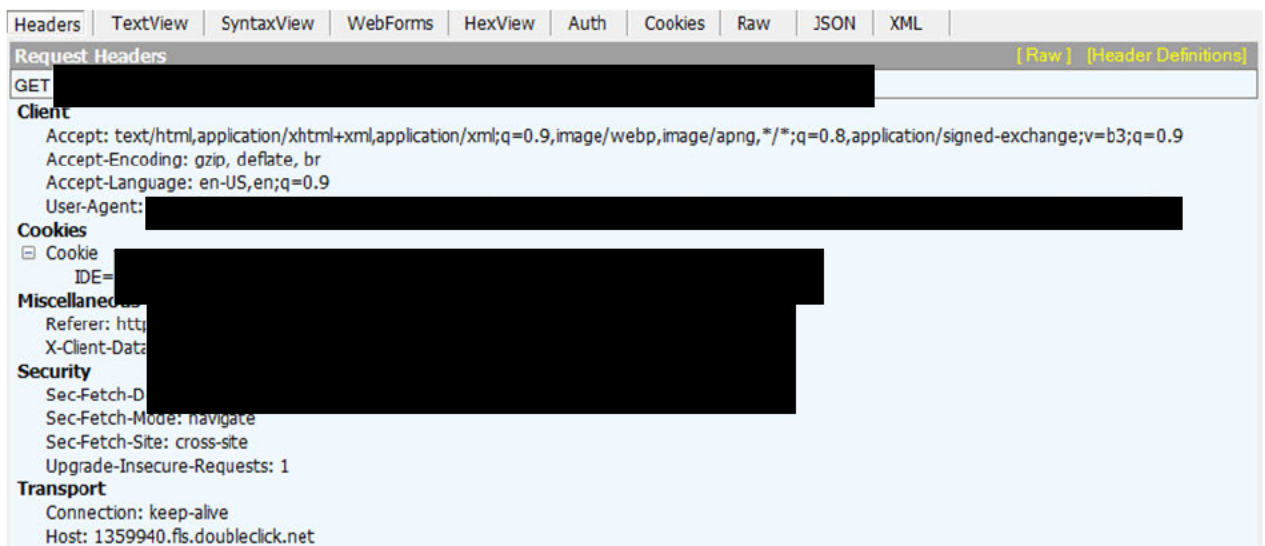 Headers TextView SyntaxView WebForms HexView Auth Cookies Raw JSON XML
Request Headers [ Raw ] [Header Definitions]
GET
Client
Accept: text/html,application/xhtml+xml,application/xml;q=0.9,image/webp,image/apng,*/*;q=0.8,application/signed-exchange;v=b3;q=0.9
Accept-Encoding: gzip, deflate, br
Accept-Language: en-US,en;q=0.9
User-Agent:
Cookies
Cookie
IDE=
Miscellaneous
Referer: http
X-Client-Data
Security
Sec-Fetch-D
Sec-Fetch-Mode: navigate
Sec-Fetch-Site: cross-site
Upgrade-Insecure-Requests: 1
Transport
Connection: keep-alive
Host: 1359940.fls.doubleclick.net